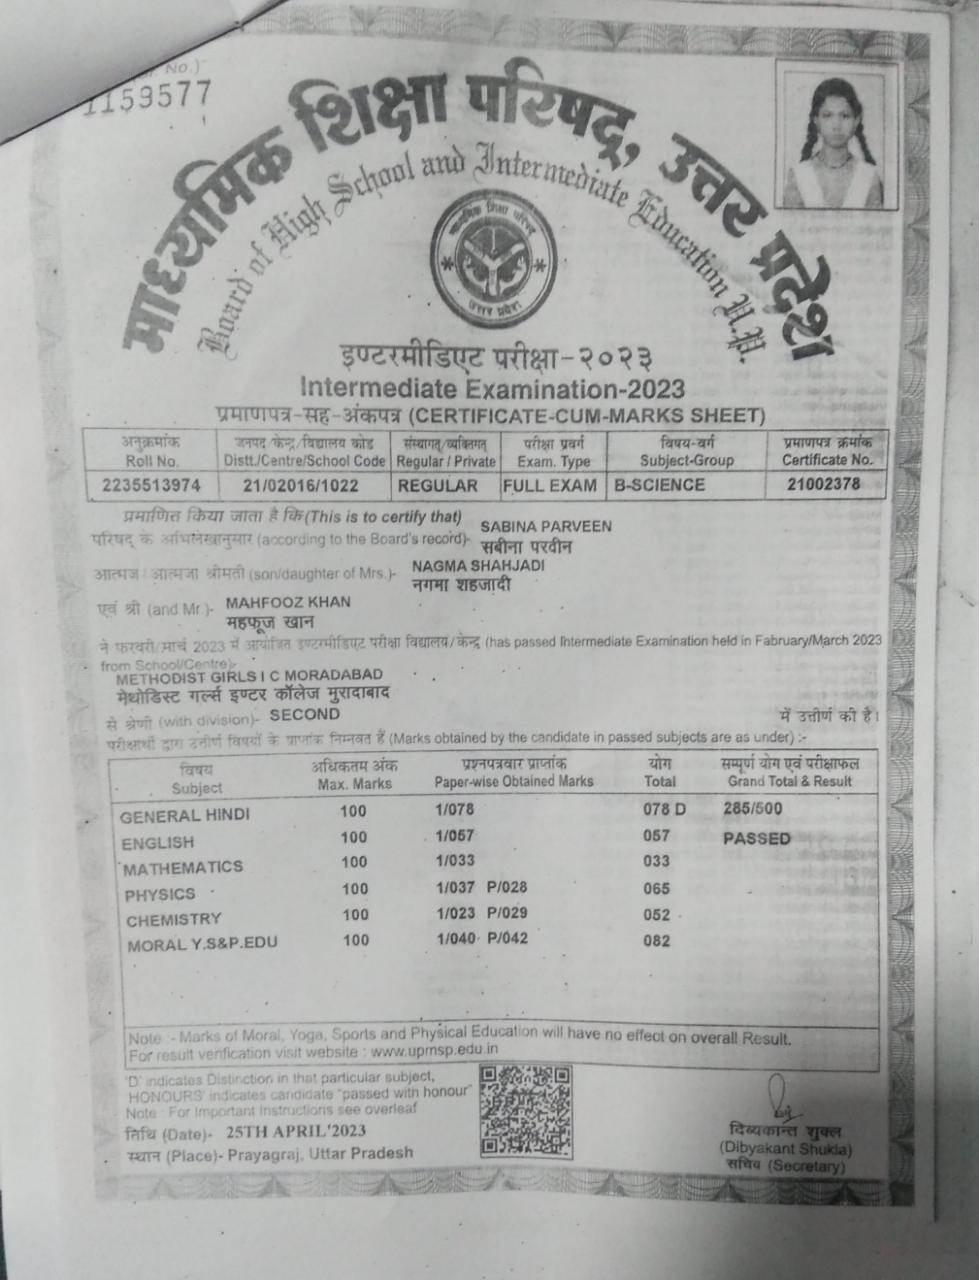 No.)
1159577
माध्यमिक शिक्षा परिषद्, उत्तर प्रदेश
Board of High School and Intermediate Education U.P.
माध्यमिक शिक्षा परिषद्
उत्तर प्रदेश
इण्टरमीडिएट परीक्षा-२०२३
Intermediate Examination-2023
प्रमाणपत्र-सह-अंकपत्र (CERTIFICATE-CUM-MARKS SHEET)
अनुक्रमांक जनपद/केन्द्र/विद्यालय कोड संस्थागत/व्यक्तिगत परीक्षा प्रवर्ग विषय-वर्ग प्रमाणपत्र क्रमांक
Roll No. Distt./Centre/School Code Regular / Private Exam. Type Subject-Group Certificate No.
2235513974 21/02016/1022 REGULAR FULL EXAM B-SCIENCE 21002378
प्रमाणित किया जाता है कि (This is to certify that) SABINA PARVEEN
परिषद् के अभिलेखानुसार (according to the Board's record)- सबीना परवीन
आत्मज/आत्मजा श्रीमती (son/daughter of Mrs.)- NAGMA SHAHJADI
नगमा शहजादी
एवं श्री (and Mr.)- MAHFOOZ KHAN
महफूज खान
ने फरवरी/मार्च 2023 में आयोजित इण्टरमीडिएट परीक्षा विद्यालय/केन्द्र (has passed Intermediate Examination held in Fabruary/March 2023
from School/Centre)-
METHODIST GIRLS I C MORADABAD
मेथोडिस्ट गर्ल्स इण्टर कॉलेज मुरादाबाद
से श्रेणी (with division)- SECOND में उत्तीर्ण की है।
परीक्षार्थी द्वारा उत्तीर्ण विषयों के प्राप्तांक निम्नवत हैं (Marks obtained by the candidate in passed subjects are as under) :-
विषय अधिकतम अंक प्रश्नपत्रवार प्राप्तांक योग सम्पूर्ण योग एवं परीक्षाफल
Subject Max. Marks Paper-wise Obtained Marks Total Grand Total & Result
GENERAL HINDI 100 1/078 078 D 285/500
ENGLISH 100 1/057 057 PASSED
MATHEMATICS 100 1/033 033
PHYSICS 100 1/037 P/028 065
CHEMISTRY 100 1/023 P/029 052
MORAL Y.S&P.EDU 100 1/040 P/042 082
Note :- Marks of Moral, Yoga, Sports and Physical Education will have no effect on overall Result.
For result verification visit website : www.upmsp.edu.in
'D' indicates Distinction in that particular subject,
HONOURS' indicates candidate "passed with honour"
Note : For Important Instructions see overleaf
तिथि (Date)- 25TH APRIL'2023
स्थान (Place)- Prayagraj, Uttar Pradesh
दिब्यकान्त शुक्ल
(Dibyakant Shukla)
सचिव (Secretary)